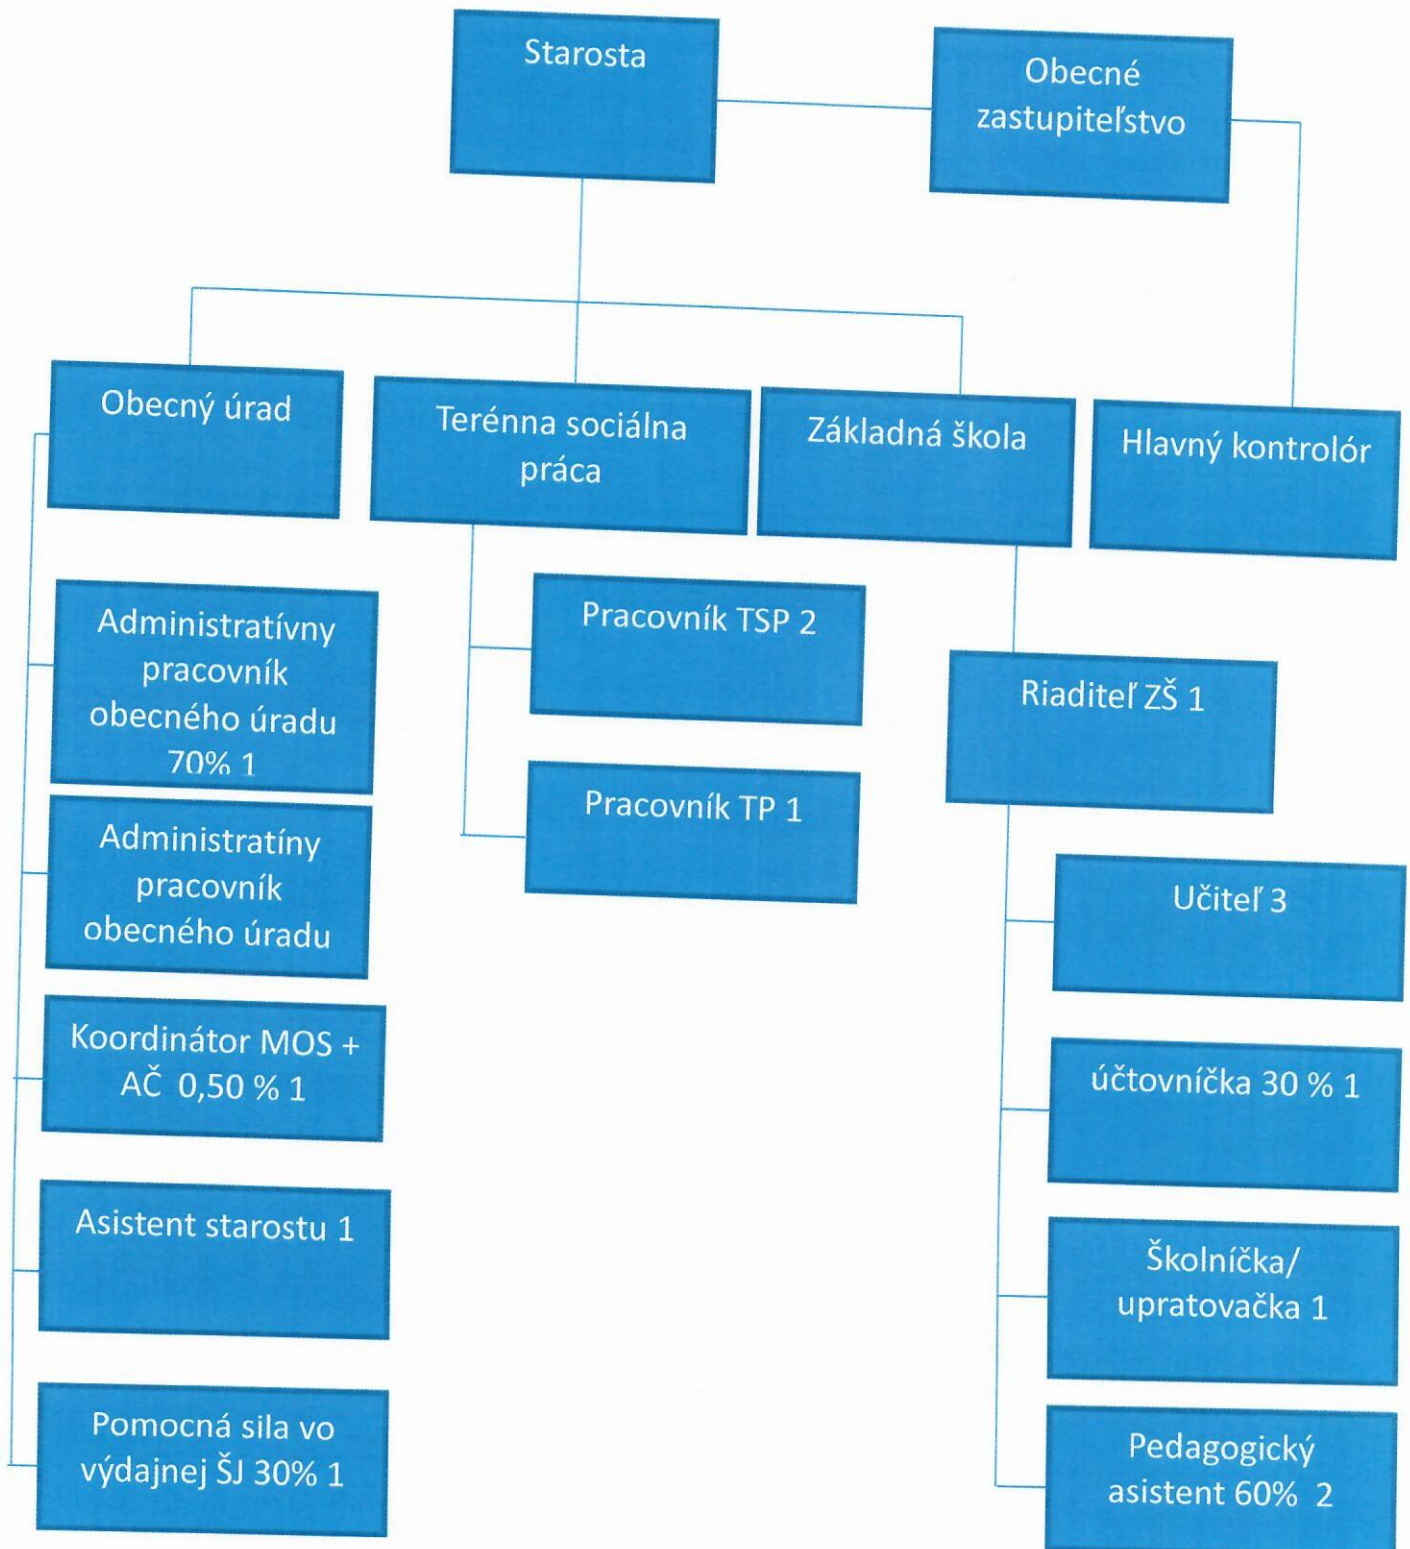 Starosta
Obecné
zastupiteľstvo
Obecný úrad
Terénna sociálna
práca
Základná škola
Hlavný kontrolór
Administratívny
pracovník
obecného úradu
70% 1
Administratíny
pracovník
obecného úradu
Koordinátor MOS +
AČ 0,50 % 1
Asistent starostu 1
Pomocná sila vo
výdajnej ŠJ 30% 1
Pracovník TSP 2
Pracovník TP 1
Riaditeľ ZŠ 1
Učiteľ 3
účtovníčka 30 % 1
Školníčka/
upratovačka 1
Pedagogický
asistent 60% 2